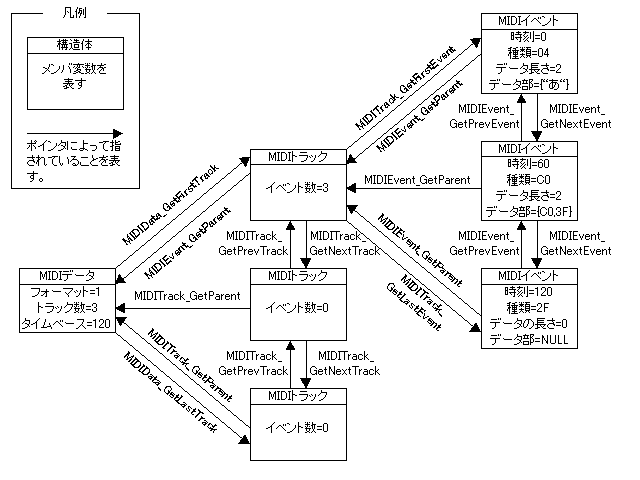 凡例
構造体
メンバ変数を
表す
ポインタによって指
されていることを表
す。
MIDIデータ
フォーマット=1
トラック数=3
タイムベース=120
MIDIData_GetFirstTrack
MIDIEvent_GetParent
MIDITrack_GetParent
MIDITrack_GetParent
MIDIData_GetLastTrack
MIDIトラック
イベント数=3
MIDITrack_
GetPrevTrack
MIDITrack_
GetNextTrack
MIDIトラック
イベント数=0
MIDITrack_
GetPrevTrack
MIDITrack_
GetNextTrack
MIDIトラック
イベント数=0
MIDITrack_GetFirstEvent
MIDIEvent_GetParent
MIDIEvent_GetParent
MIDIEvent_GetParent
MIDITrack_
GetLastEvent
MIDIイベント
時刻=0
種類=04
データ長さ=2
データ部={“あ“}
MIDIEvent_
GetPrevEvent
MIDIEvent_
GetNextEvent
MIDIイベント
時刻=60
種類=C0
データ長さ=2
データ部={C0,3F}
MIDIEvent_
GetPrevEvent
MIDIEvent_
GetNextEvent
MIDIイベント
時刻=120
種類=2F
データの長さ=0
データ部=NULL